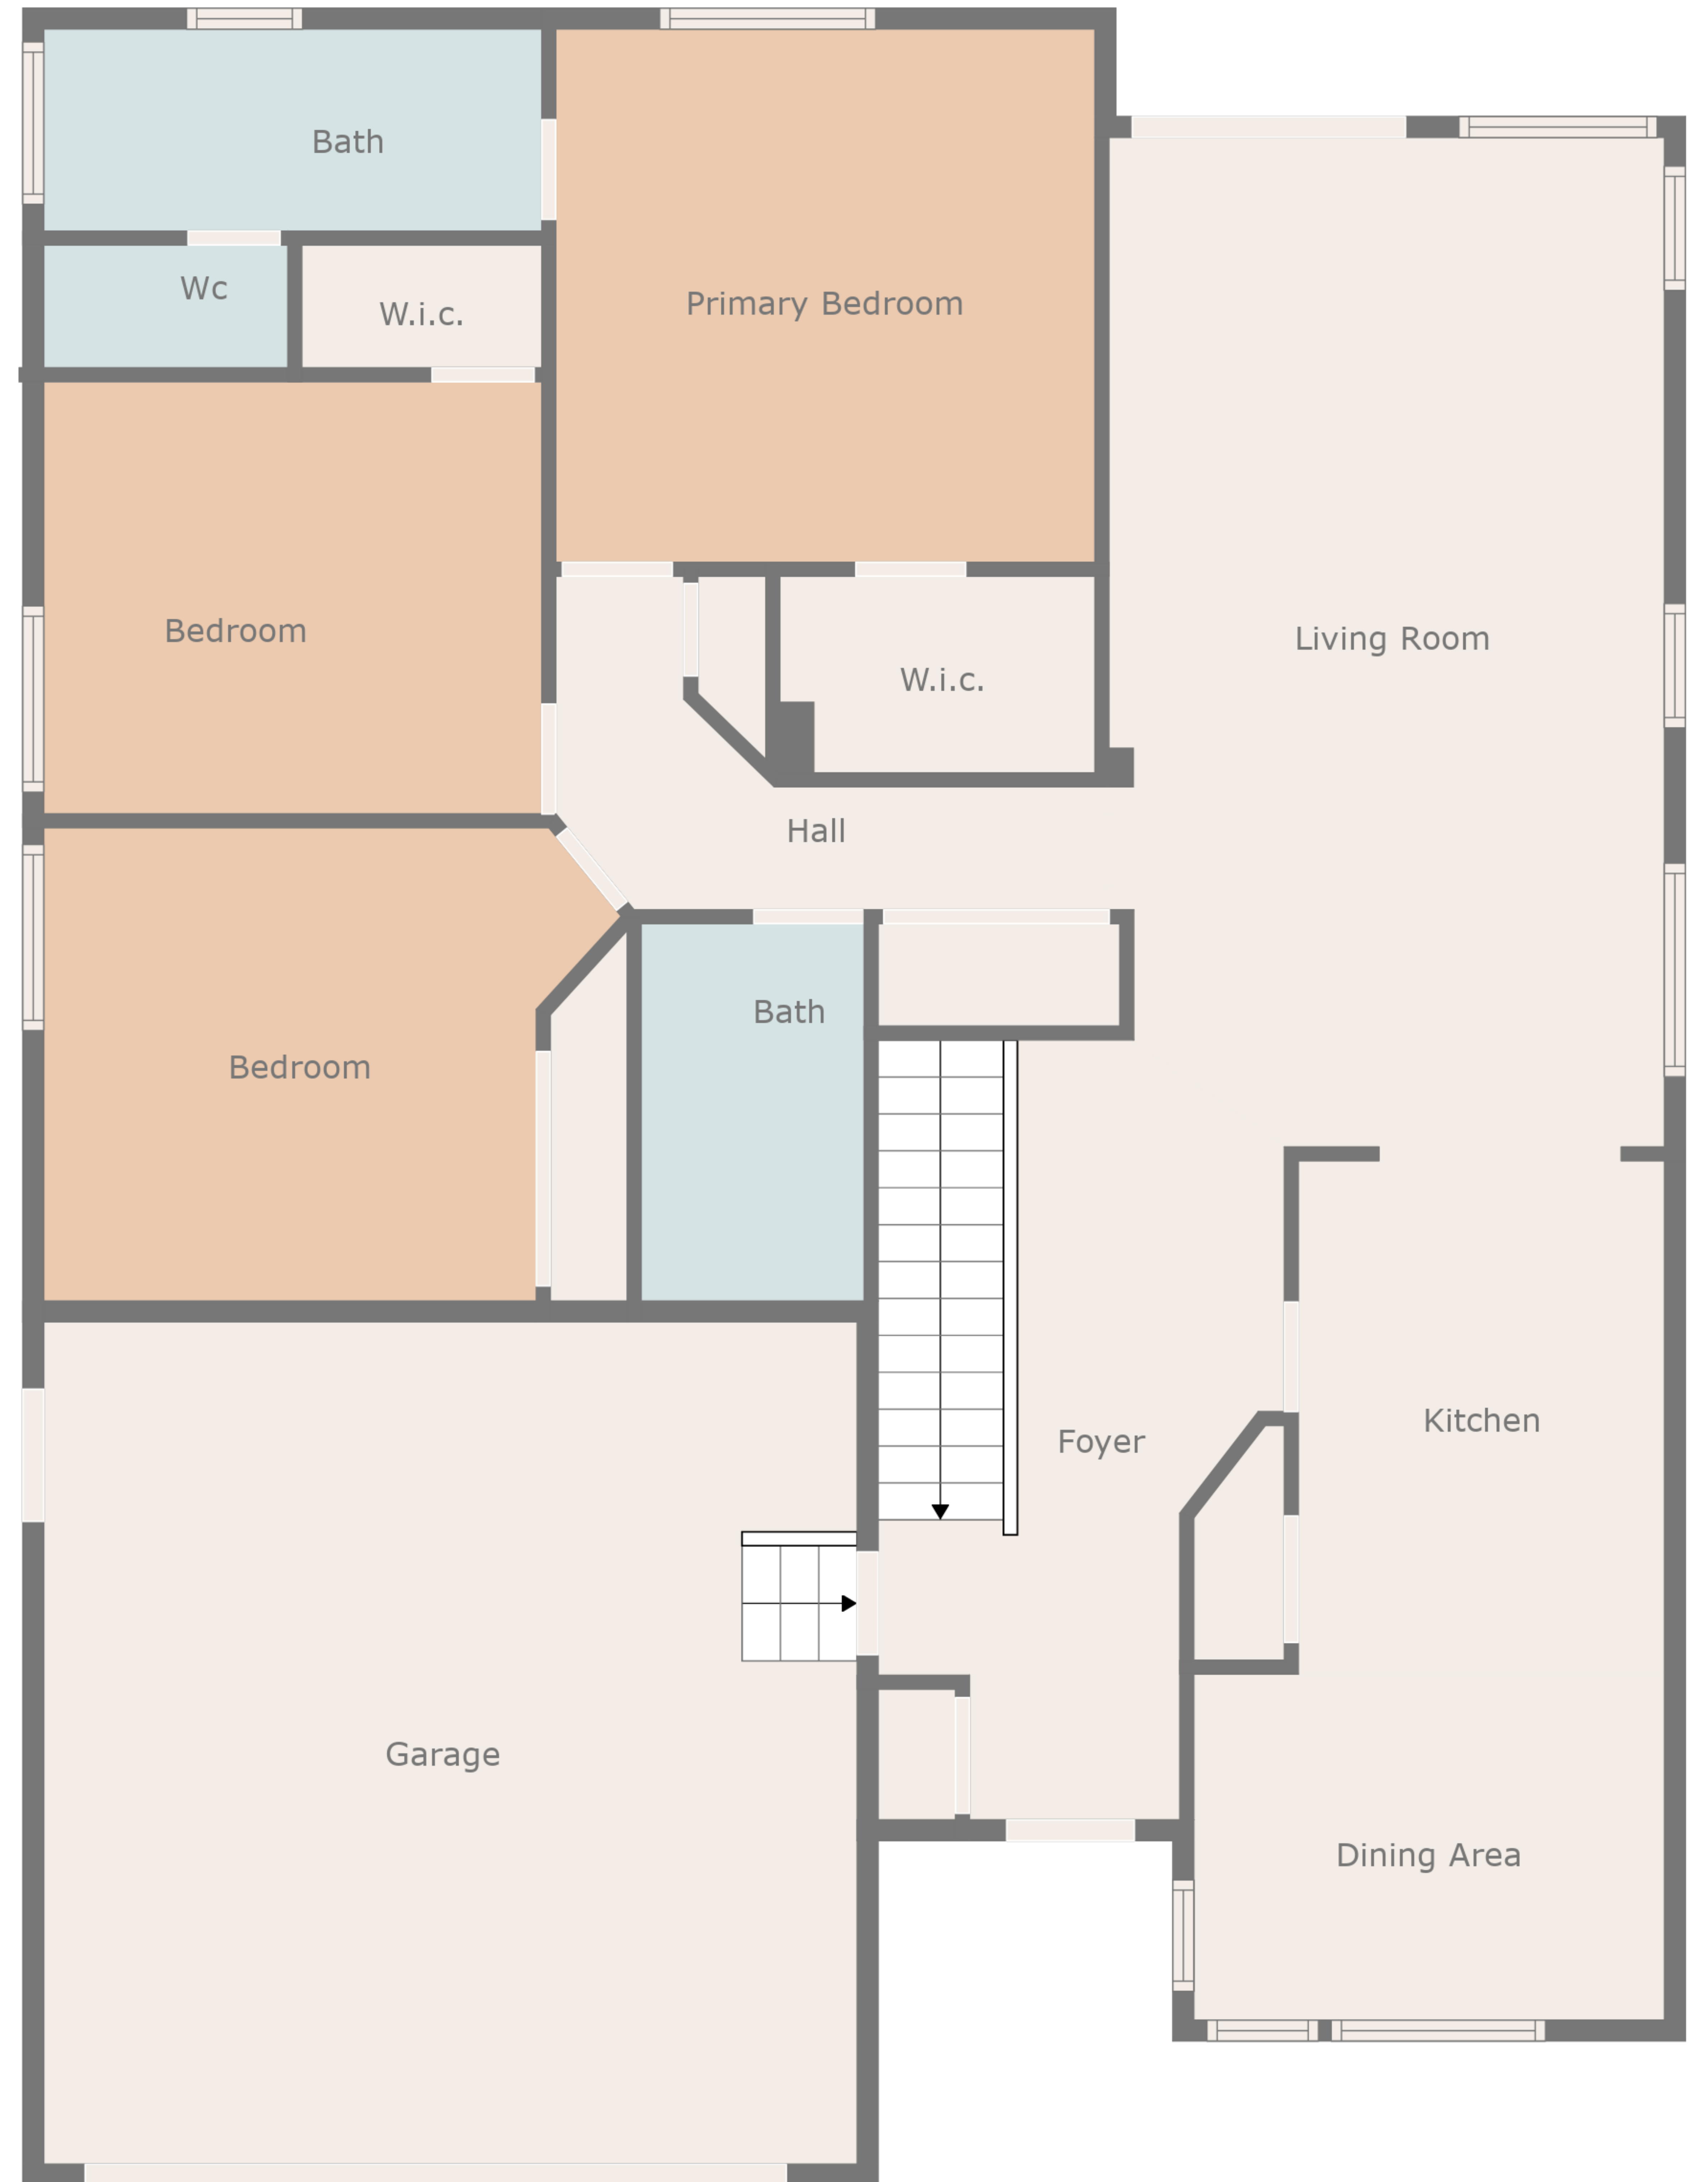 Bath
Wc
W.i.c.
Primary Bedroom
Bedroom
Living Room
W.i.c.
Hall
Bath
Bedroom
Foyer
Kitchen
Garage
Dining Area